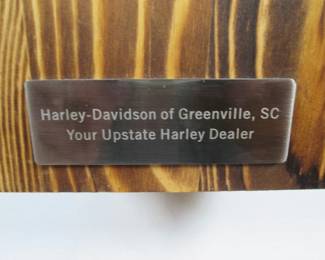 Harley-Davidson of Greenville, SC
Your Upstate Harley Dealer